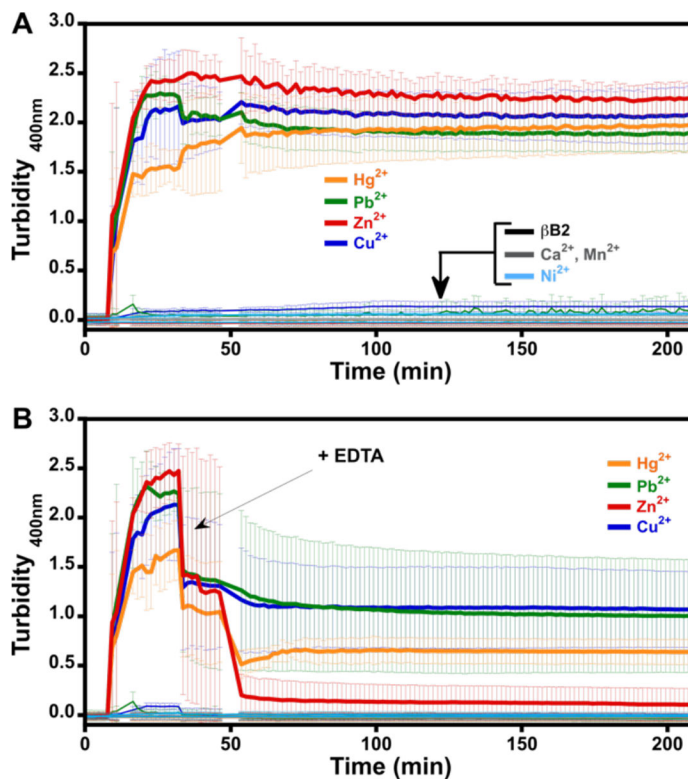 A
3.0
2.5
2.0
1.5
1.0
0.5
0.0
Turbidity 400nm
Hg2+
Pb2+
Zn2+
Cu2+
βB2
Ca2+, Mn2+
Ni2+
0 50 100 150 200
Time (min)
B
3.0
2.5
2.0
1.5
1.0
0.5
0.0
Turbidity 400nm
+ EDTA
Hg2+
Pb2+
Zn2+
Cu2+
0 50 100 150 200
Time (min)